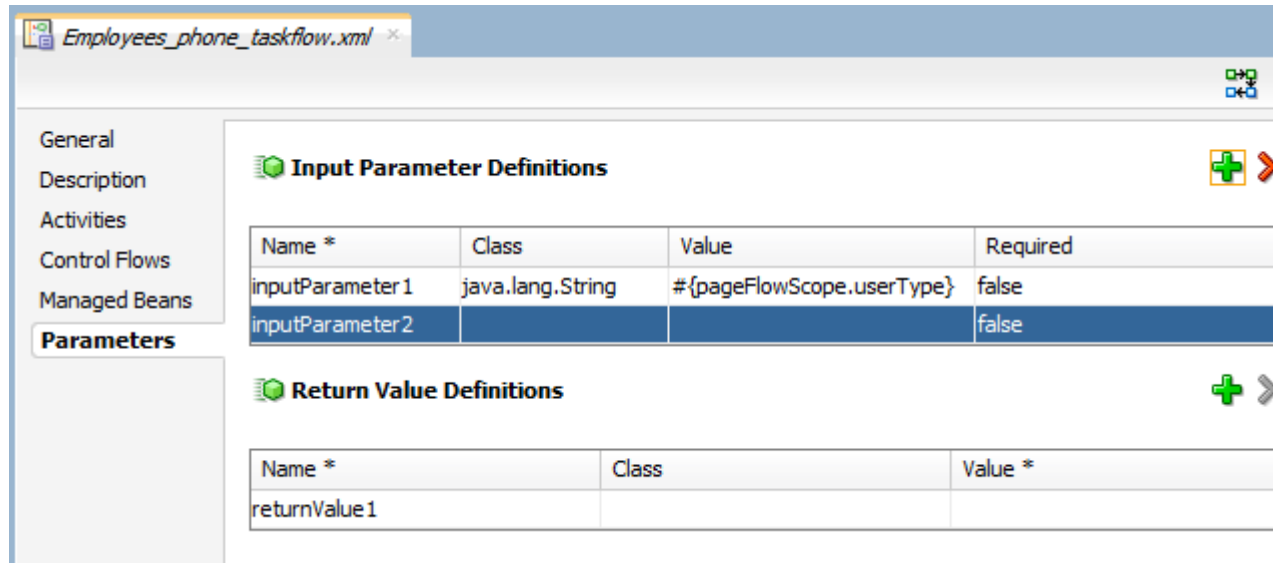 Employees_phone_taskflow.xml
General
Description
Activities
Control Flows
Managed Beans
Parameters
Input Parameter Definitions
Name * Class Value Required
inputParameter1 java.lang.String #{pageFlowScope.userType} false
inputParameter2 false
Return Value Definitions
Name * Class Value *
returnValue1